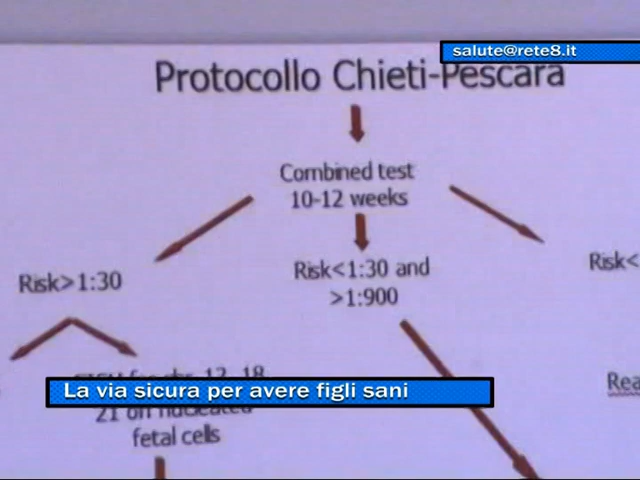 salute@rete8.it
Protocollo Chieti-Pescara
Combined test
10-12 weeks
Risk>1:30
Risk<1:30 and
>1:900
Risk<
La via sicura per avere figli sani
21 on nucleated
fetal cells